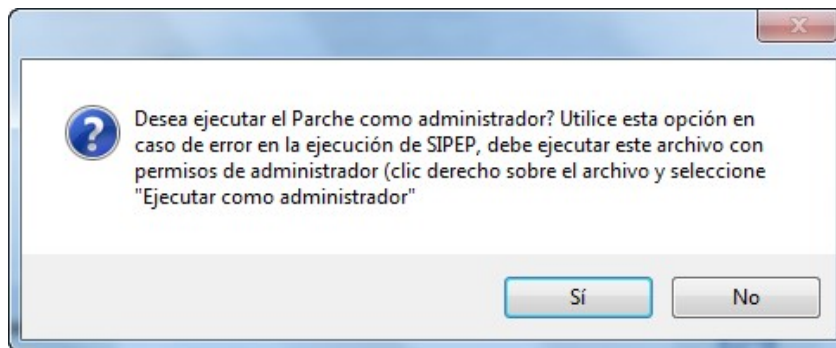 Desea ejecutar el Parche como administrador? Utilice esta opción en
caso de error en la ejecución de SIPEP, debe ejecutar este archivo con
permisos de administrador (clic derecho sobre el archivo y seleccione
"Ejecutar como administrador"
Sí
No